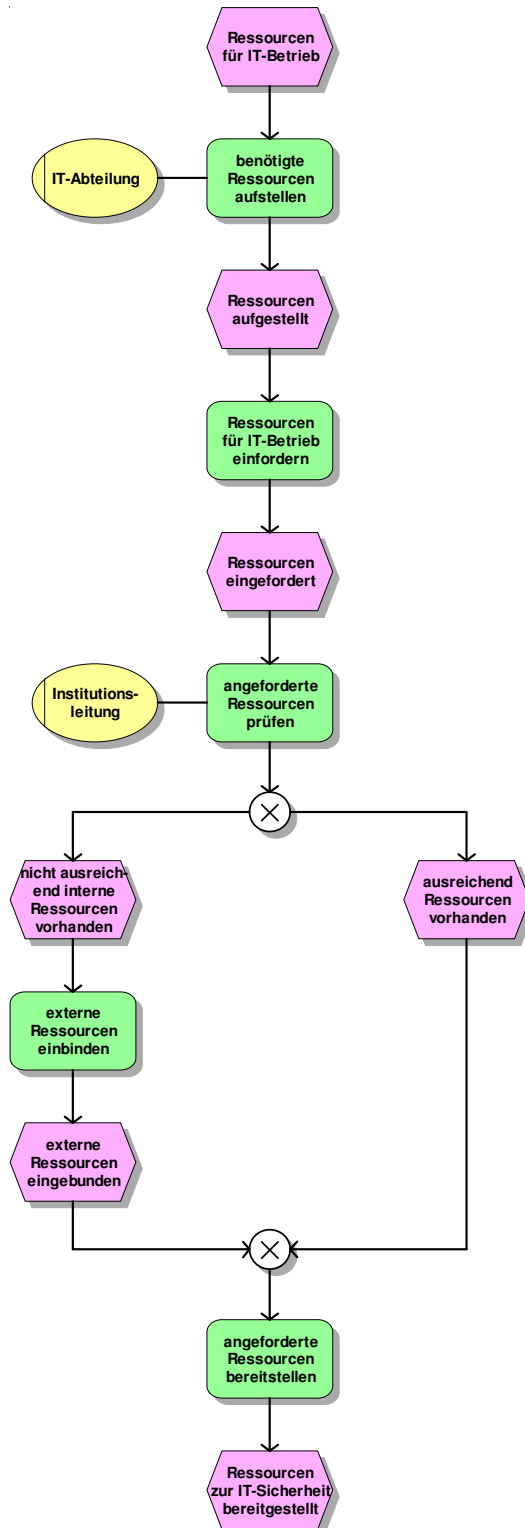 Ressourcen
für IT-Betrieb
IT-Abteilung
benötigte
Ressourcen
aufstellen
Ressourcen
aufgestellt
Ressourcen
für IT-Betrieb
einfordern
Ressourcen
eingefordert
Institutions-
leitung
angeforderte
Ressourcen
prüfen
nicht ausreich-
end interne
Ressourcen
vorhanden
ausreichend
Ressourcen
vorhanden
externe
Ressourcen
einbinden
externe
Ressourcen
eingebunden
angeforderte
Ressourcen
bereitstellen
Ressourcen
zur IT-Sicherheit
bereitgestellt